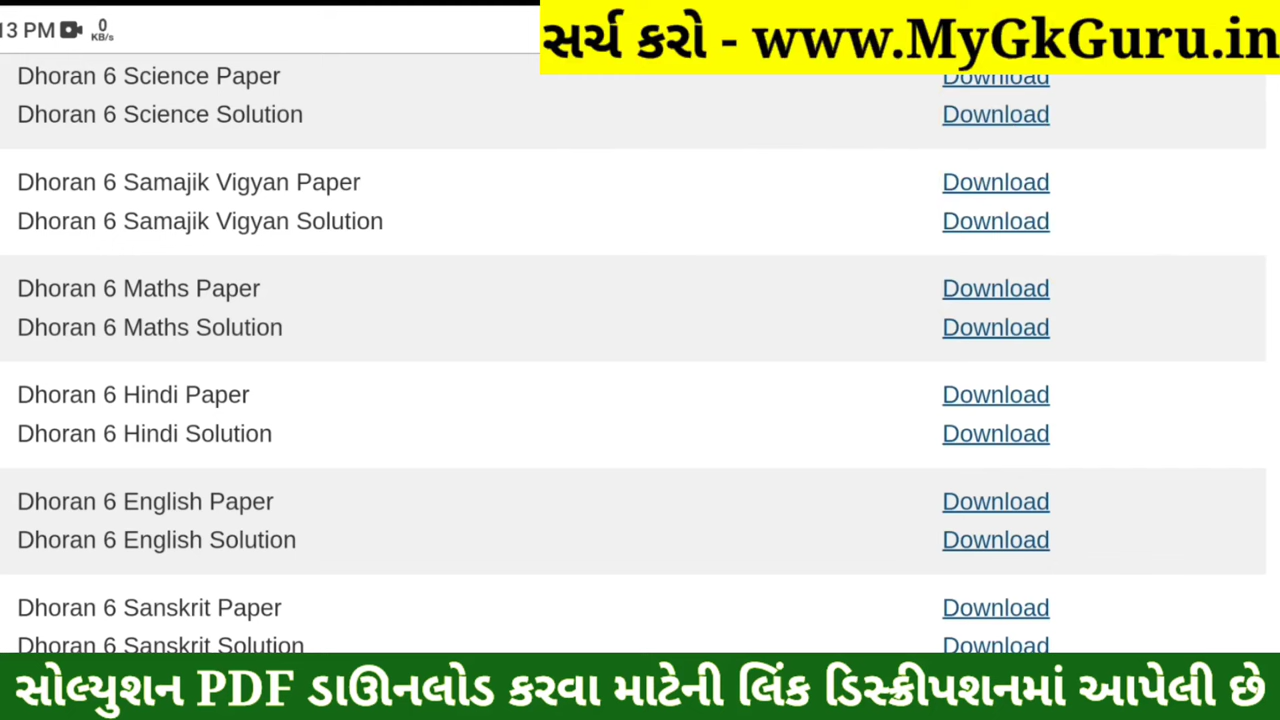 13 PM 0 KB/s
સર્ચ કરો - www.MyGkGuru.in
Dhoran 6 Science Paper Download
Dhoran 6 Science Solution Download
Dhoran 6 Samajik Vigyan Paper Download
Dhoran 6 Samajik Vigyan Solution Download
Dhoran 6 Maths Paper Download
Dhoran 6 Maths Solution Download
Dhoran 6 Hindi Paper Download
Dhoran 6 Hindi Solution Download
Dhoran 6 English Paper Download
Dhoran 6 English Solution Download
Dhoran 6 Sanskrit Paper Download
Dhoran 6 Sanskrit Solution Download
સોલ્યુશન PDF ડાઊનલોડ કરવા માટેની લિંક ડિસ્ક્રીપશનમાં આપેલી છે